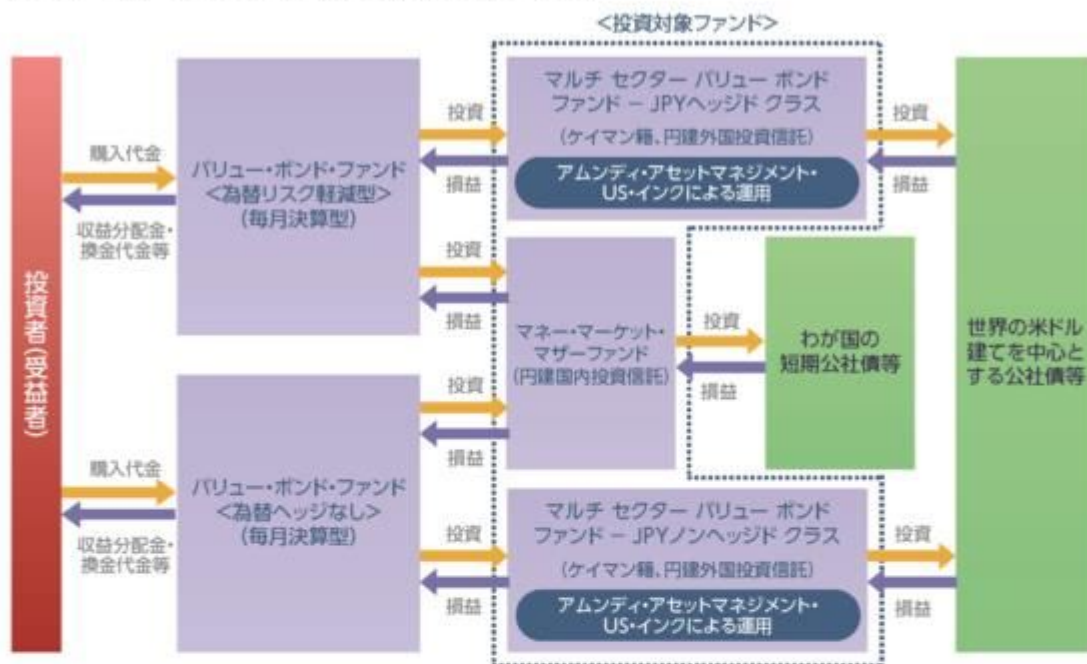 <投資対象ファンド>
投資者(受益者)
購入代金
収益分配金・
換金代金等
バリュー・ボンド・ファンド
<為替リスク軽減型>
(毎月決算型)
投資
損益
投資
損益
マルチ セクター バリュー ボンド
ファンド − JPYヘッジド クラス
(ケイマン籍、円建外国投資信託)
アムンディ・アセットマネジメント・
US・インクによる運用
投資
損益
マネー・マーケット・
マザーファンド
(円建国内投資信託)
投資
損益
わが国の
短期公社債等
世界の米ドル
建てを中心と
する公社債等
購入代金
収益分配金・
換金代金等
バリュー・ボンド・ファンド
<為替ヘッジなし>
(毎月決算型)
投資
損益
投資
損益
マルチ セクター バリュー ボンド
ファンド − JPYノンヘッジド クラス
(ケイマン籍、円建外国投資信託)
アムンディ・アセットマネジメント・
US・インクによる運用
投資
損益